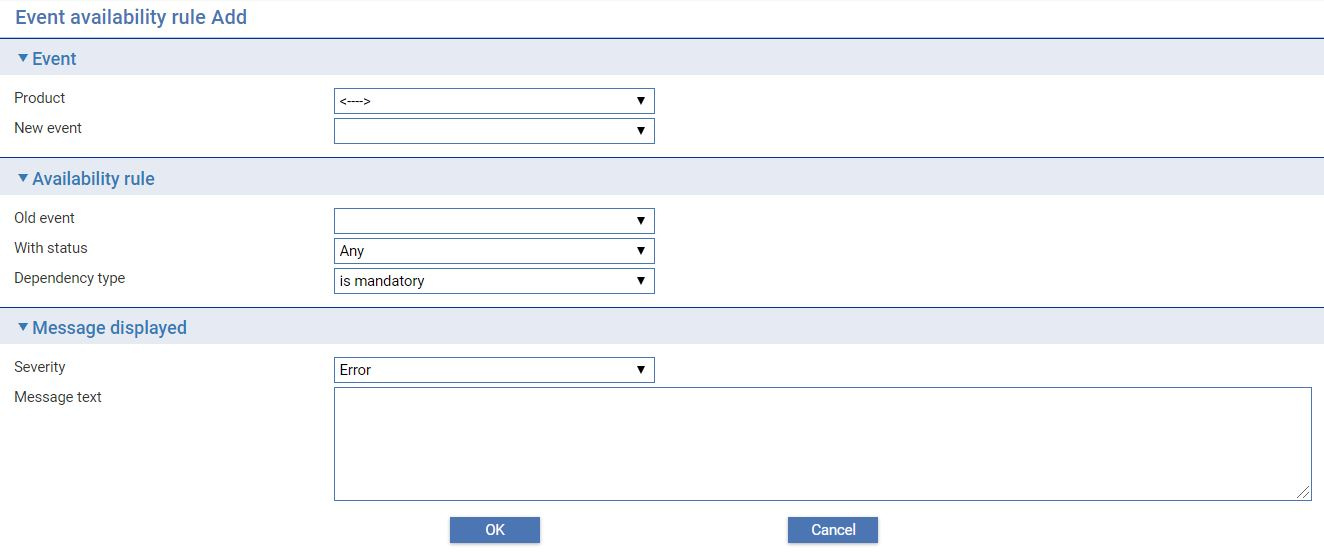 Event availability rule Add
Event
Product <---->
New event
Availability rule
Old event
With status Any
Dependency type is mandatory
Message displayed
Severity Error
Message text
OK Cancel